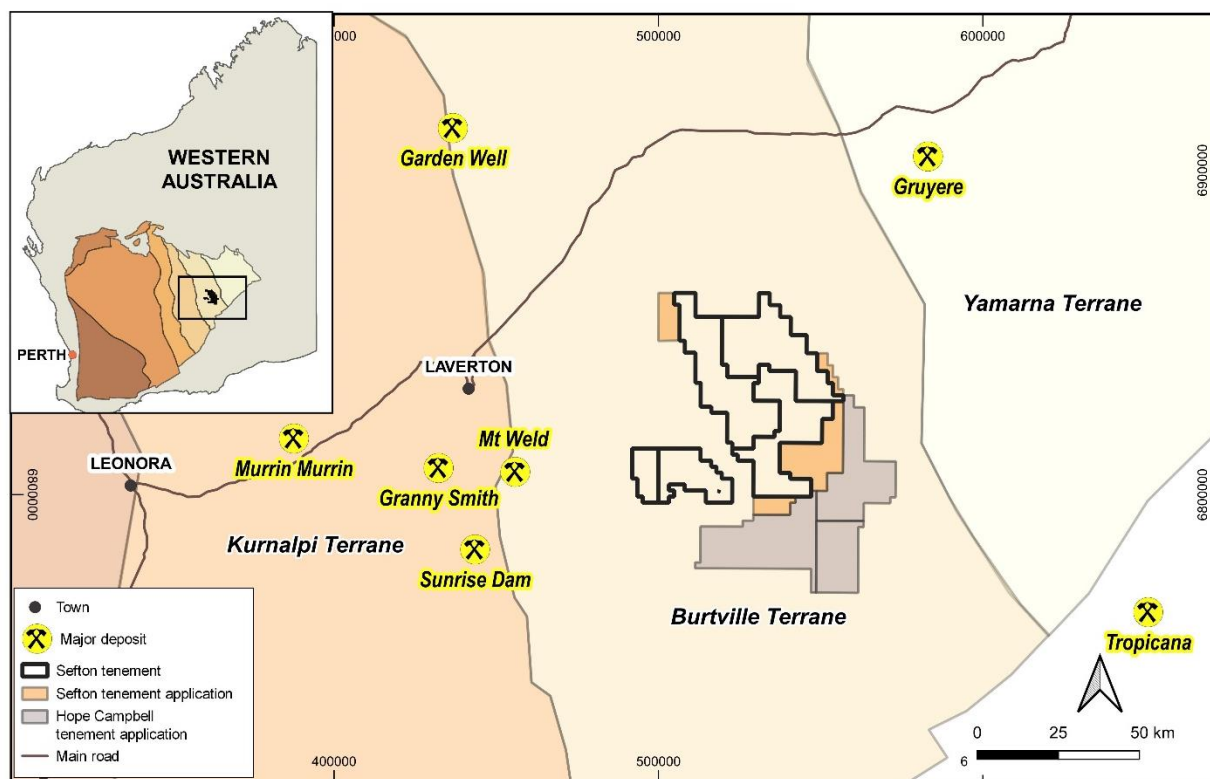 000000
500000
600000
WESTERN
AUSTRALIA
PERTH
Garden Well
Gruyere
6900000
Yamarna Terrane
LAVERTON
Mt Weld
LEONORA
Murrin Murrin
Granny Smith
6800000
6800000
Kurnalpi Terrane
Sunrise Dam
Burtville Terrane
Tropicana
Town
Major deposit
Sefton tenement
Sefton tenement application
Hope Campbell
tenement application
Main road
0 25 50 km
6
400000
500000
600000